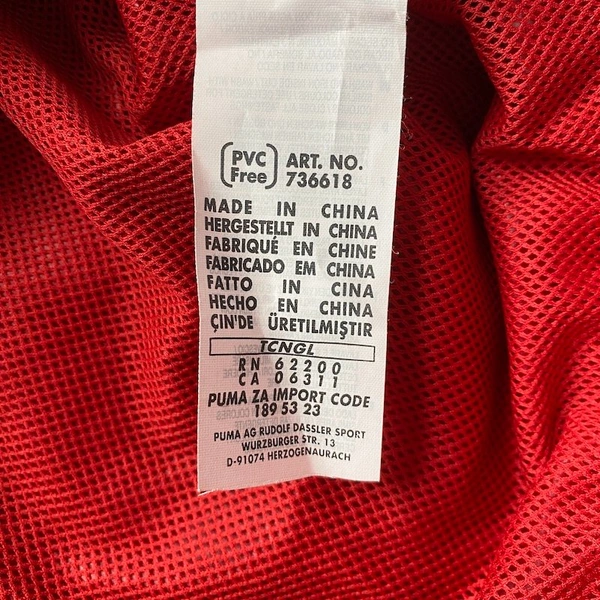 (PVC Free) ART. NO. 736618
MADE IN CHINA
HERGESTELLT IN CHINA
FABRIQUÉ EN CHINE
FABRICADO EM CHINA
FATTO IN CINA
HECHO EN CHINA
ÇIN'DE ÜRETILMIŞTIR
TCNGL
RN 62200
CA 06311
PUMA ZA IMPORT CODE
189 53 23
PUMA AG RUDOLF DASSLER SPORT
WURZBURGER STR. 13
D-91074 HERZOGENAURACH